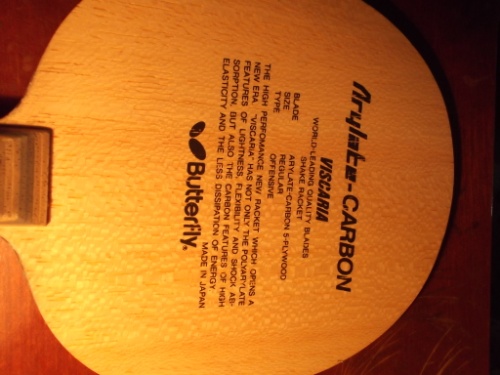 Arylate-CARBON
VISCARIA
WORLD-LEADING QUALITY BLADES
SHAKE RACKET
BLADE ARYLATE-CARBON 5-PLYWOOD
SIZE REGULAR
TYPE OFFENSIVE
THE HIGH PERFOMANCE NEW RACKET WHICH OPENS A
NEW ERA "VISCARIA" HAS NOT ONLY THE POLYARYLATE
FEATURES OF LIGHTNESS, FLEXIBILITY AND SHOCK AB-
SORPTION, BUT ALSO THE CARBON FEATURES OF HIGH
ELASTICITY AND THE LESS DISSIPATION OF ENERGY.
MADE IN JAPAN
Butterfly®